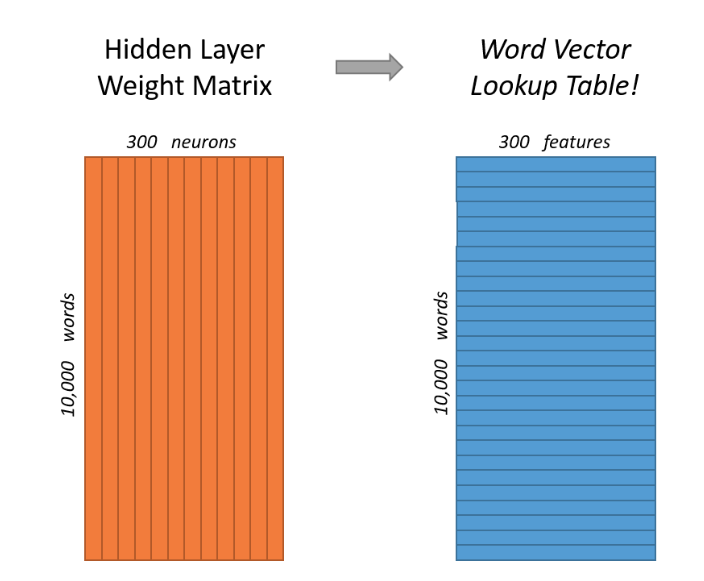 Hidden Layer
Weight Matrix
Word Vector
Lookup Table!
300 neurons
300 features
10,000 words
10,000 words